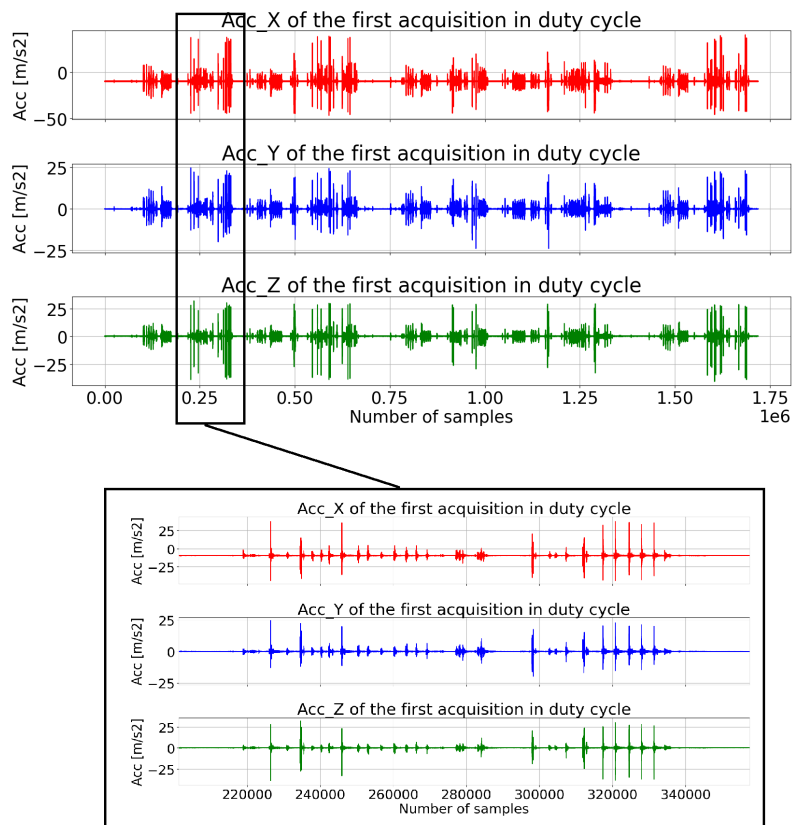 Acc_X of the first acquisition in duty cycle
Acc [m/s2]
0
−50
Acc_Y of the first acquisition in duty cycle
Acc [m/s2]
25
0
−25
Acc_Z of the first acquisition in duty cycle
Acc [m/s2]
25
0
−25
0.00 0.25 0.50 0.75 1.00 1.25 1.50 1.75
Number of samples
1e6
Acc_X of the first acquisition in duty cycle
Acc [m/s2]
25
0
−25
Acc_Y of the first acquisition in duty cycle
Acc [m/s2]
25
0
−25
Acc_Z of the first acquisition in duty cycle
Acc [m/s2]
25
0
−25
220000 240000 260000 280000 300000 320000 340000
Number of samples